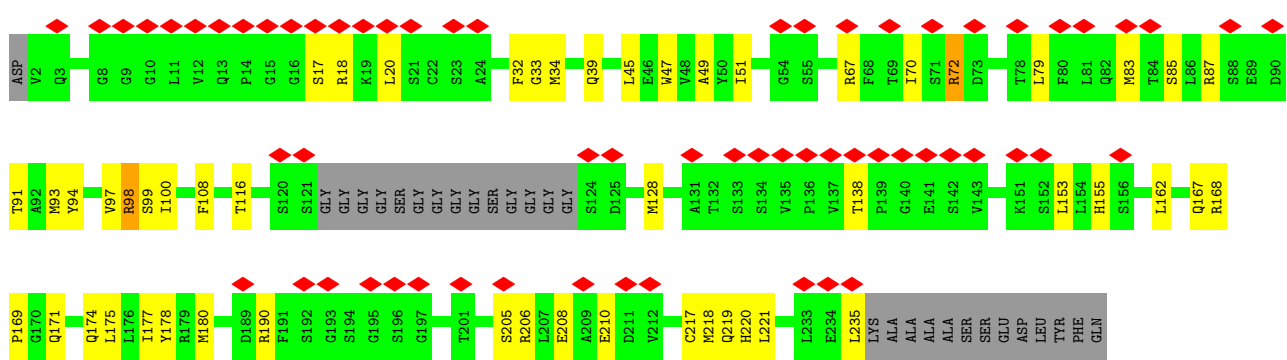 ASP V2 Q3 G8 G9 G10 L11 V12 Q13 P14 G15 G16 S17 R18 K19 L20 S21 C22 S23 A24 F32 G33 M34 Q39 L45 E46 W47 V48 A49 Y50 I51 G54 S55 R67 F68 T69 I70 S71 R72 D73 T78 L79 F80 L81 Q82 M83 T84 S85 L86 R87 S88 E89 D90
T91 A92 M93 Y94 V97 R98 S99 I100 F108 T116 S120 S121 GLY GLY GLY GLY SER GLY GLY GLY GLY SER GLY GLY GLY GLY S124 D125 M128 A131 T132 S133 S134 V135 P136 V137 T138 P139 G140 E141 S142 V143 K151 S152 L153 L154 H155 S156 L162 Q167 R168
P169 G170 Q171 Q174 L175 L176 I177 Y178 R179 M180 D189 R190 F191 S192 G193 S194 G195 S196 G197 T201 S205 R206 L207 E208 A209 E210 D211 V212 C217 M218 Q219 H220 L221 L233 E234 L235 LYS ALA ALA ALA ALA SER SER GLU ASP LEU TYR PHE GLN